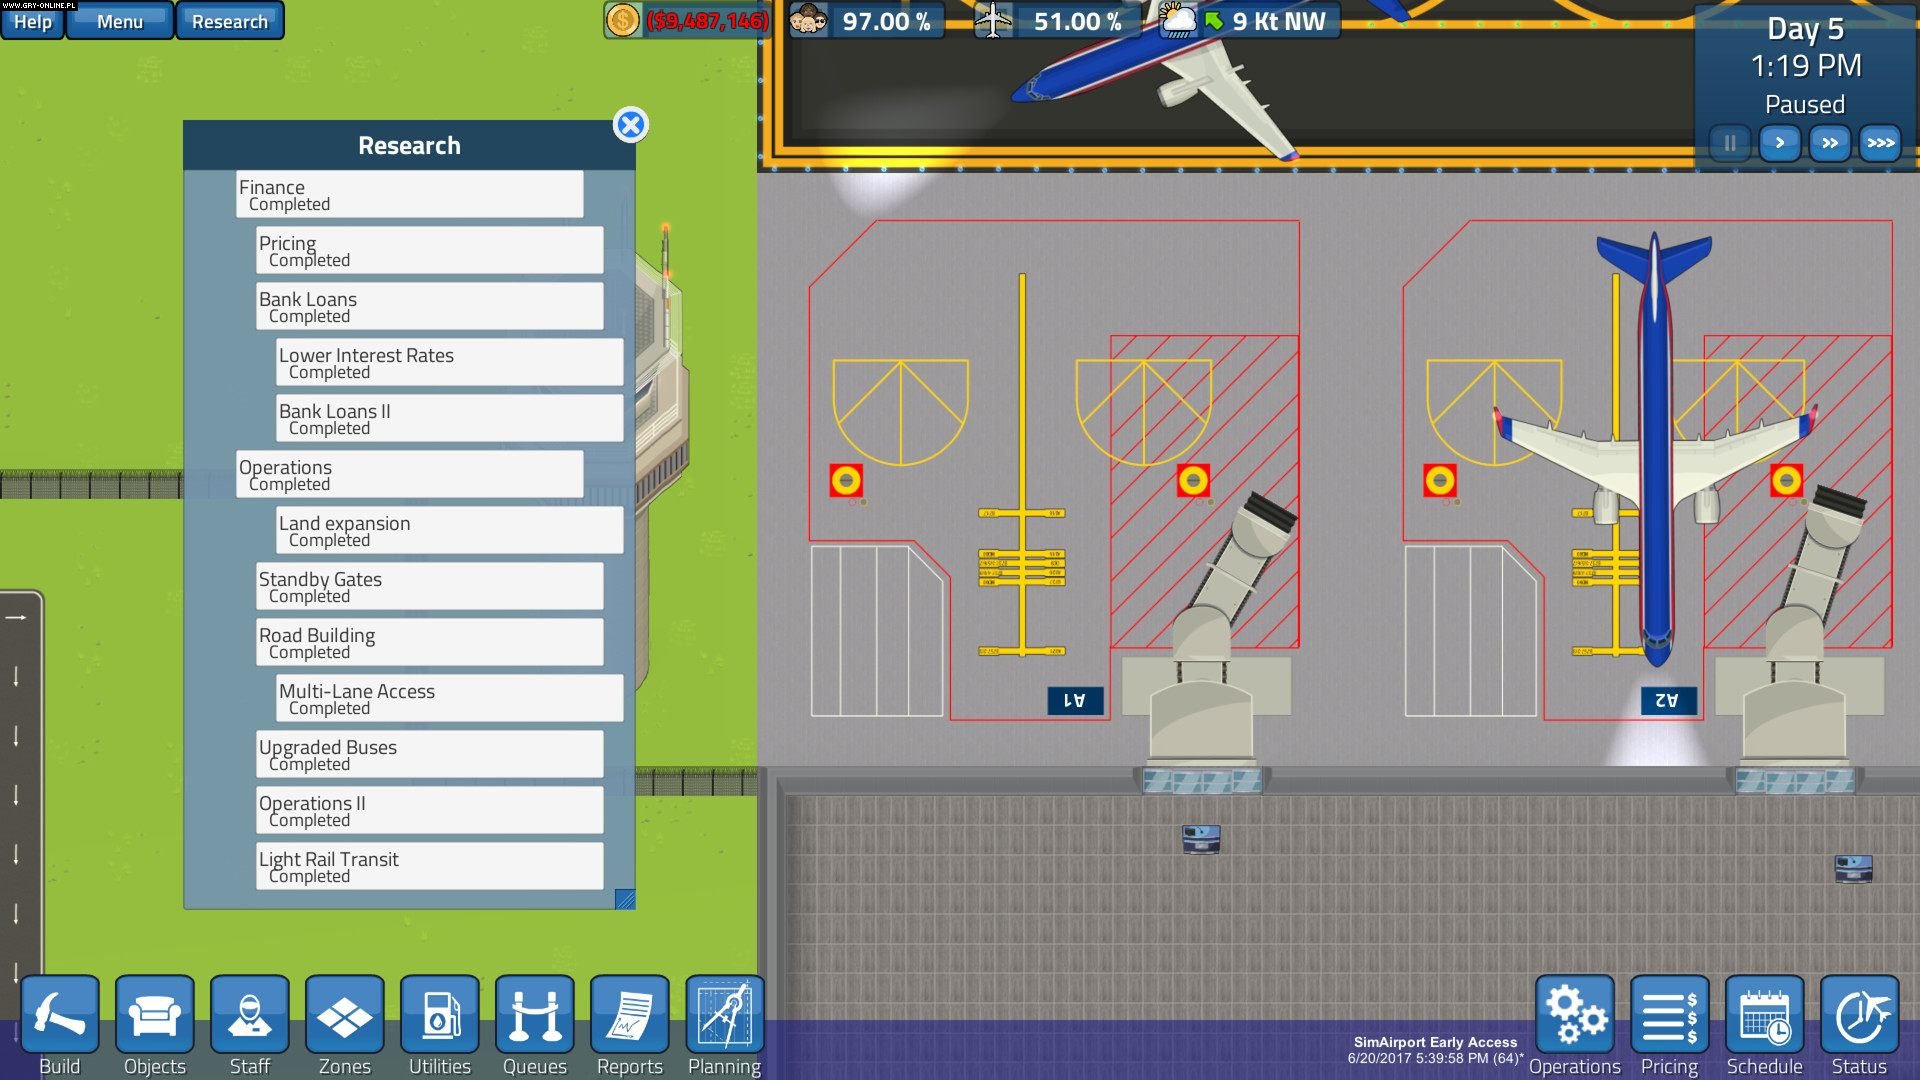 WWW.GRY-ONLINE.PL
Help
Menu
Research
($9,487,146)
97.00 %
51.00 %
9 Kt NW
Day 5
1:19 PM
Paused
Research
Finance
Completed
Pricing
Completed
Bank Loans
Completed
Lower Interest Rates
Completed
Bank Loans II
Completed
Operations
Completed
Land expansion
Completed
Standby Gates
Completed
Road Building
Completed
Multi-Lane Access
Completed
Upgraded Buses
Completed
Operations II
Completed
Light Rail Transit
Completed
A1
A2
Build
Objects
Staff
Zones
Utilities
Queues
Reports
Planning
SimAirport Early Access
6/20/2017 5:39:58 PM (64)*
Operations
Pricing
Schedule
Status